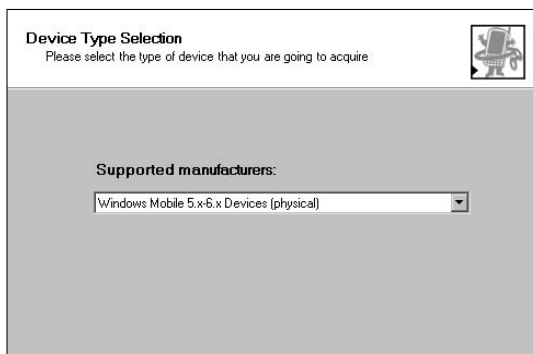 Device Type Selection
Please select the type of device that you are going to acquire
Supported manufacturers:
Windows Mobile 5.x-6.x Devices (physical)